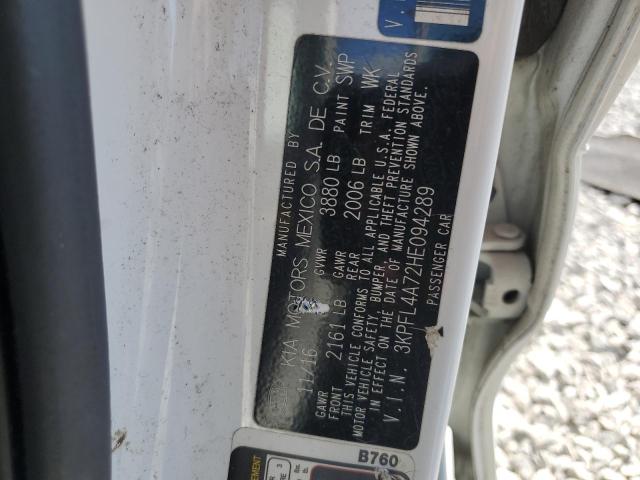 MANUFACTURED BY
KIA MOTORS MEXICO S.A. DE C.V.
11/16 GVWR 3880 LB PAINT SWP
GAWR FRONT 2161 LB GAWR REAR 2006 LB TRIM WK
THIS VEHICLE CONFORMS TO ALL APPLICABLE U.S.A. FEDERAL
MOTOR VEHICLE SAFETY, BUMPER, AND THEFT PREVENTION STANDARDS
IN EFFECT ON THE DATE OF MANUFACTURE SHOWN ABOVE.
V.I.N. 3KPFL4A72HE094289
PASSENGER CAR
B760